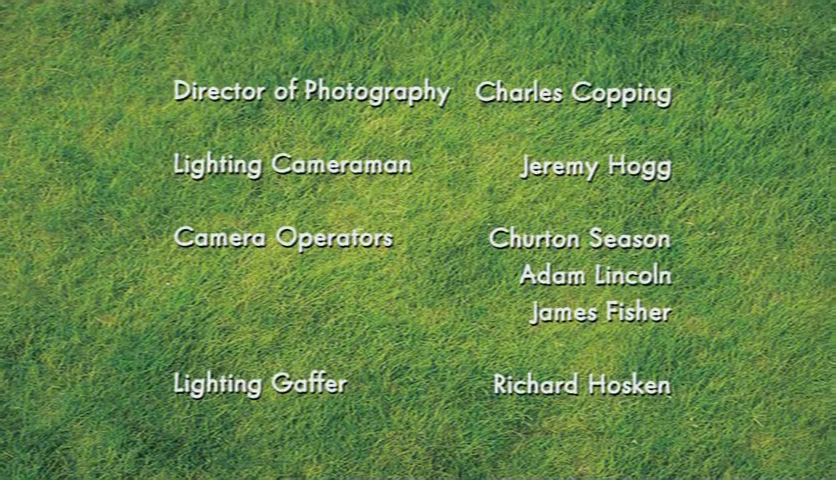 Director of Photography Charles Copping
Lighting Cameraman Jeremy Hogg
Camera Operators Churton Season
Adam Lincoln
James Fisher
Lighting Gaffer Richard Hosken